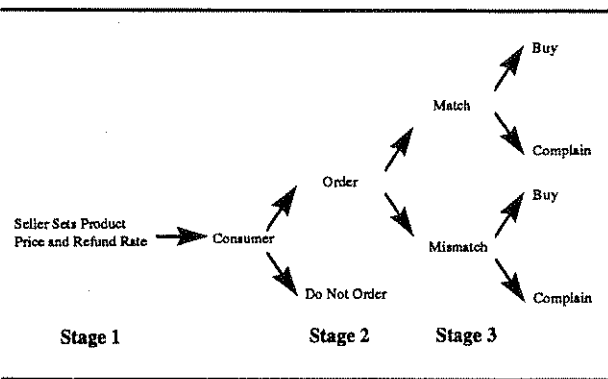 Buy
Match
Complain
Order
Buy
Seller Sets Product
Price and Refund Rate
Consumer
Mismatch
Do Not Order
Complain
Stage 1
Stage 2
Stage 3